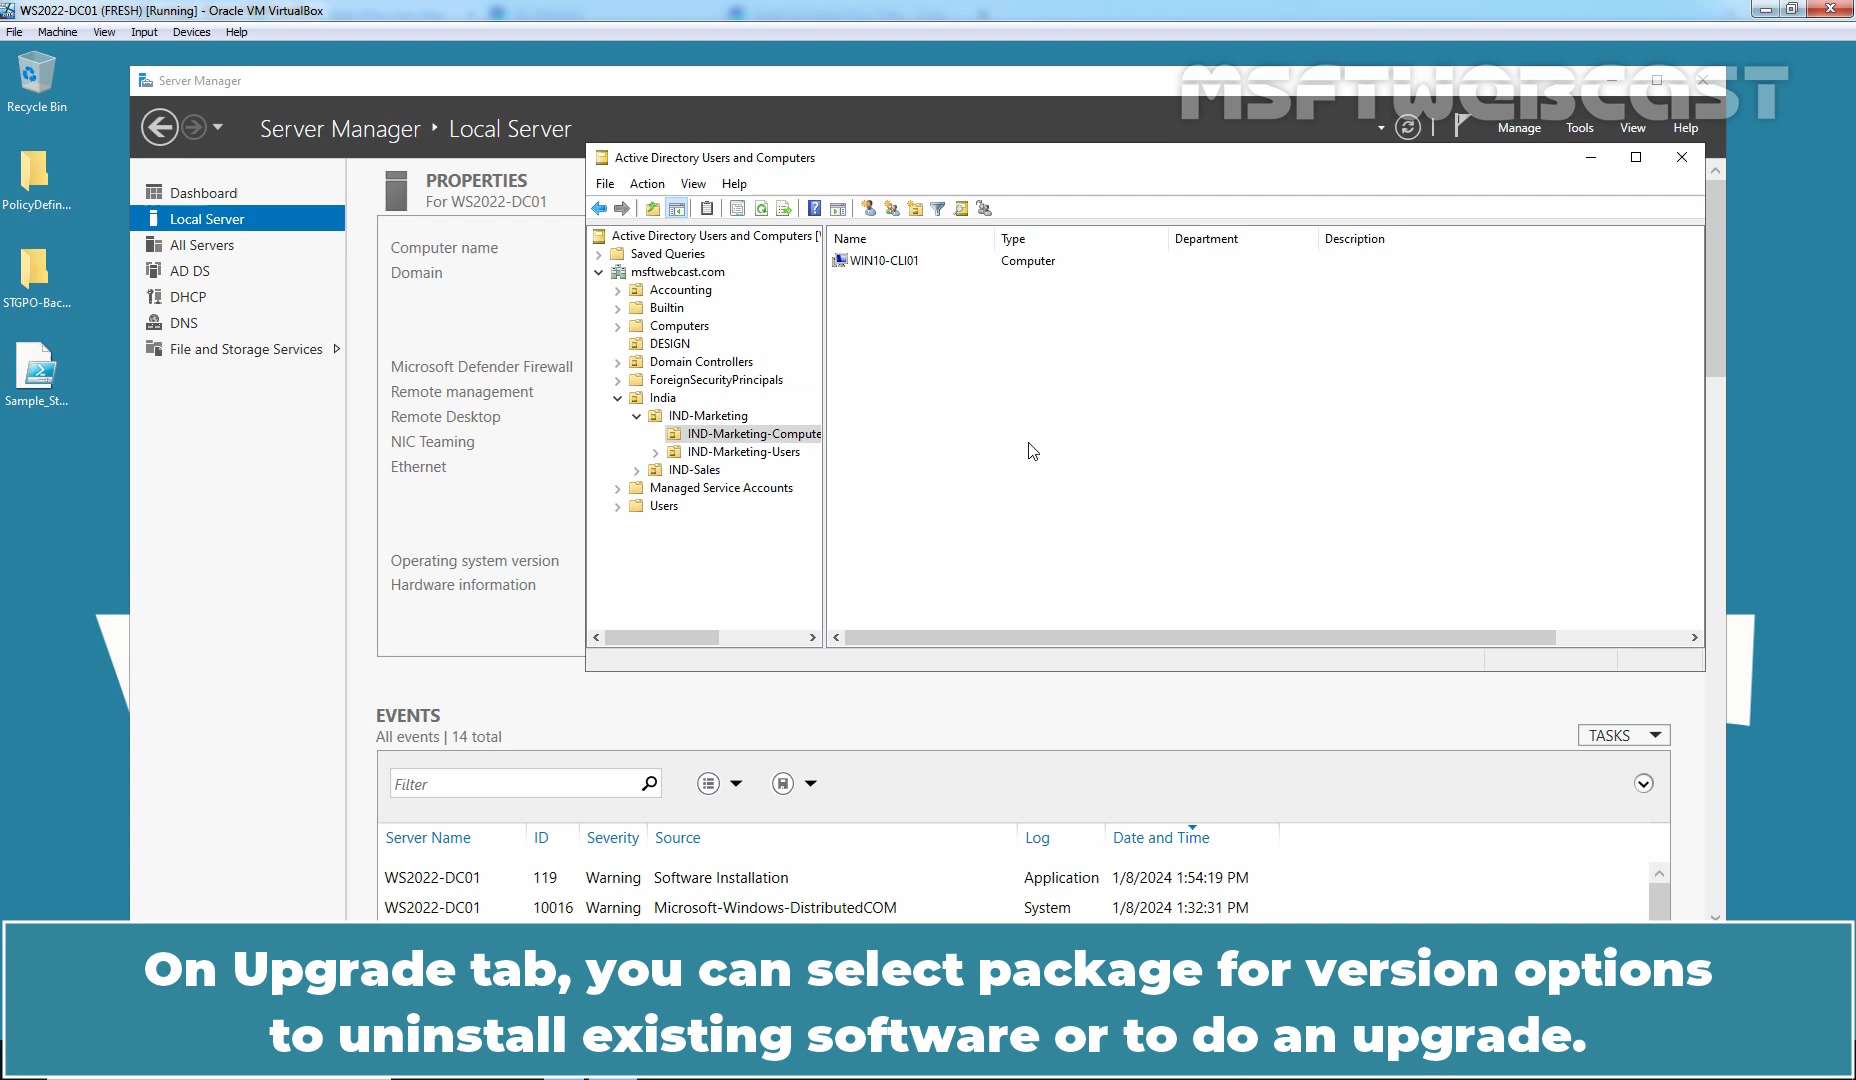 WS2022-DC01 (FRESH) [Running] - Oracle VM VirtualBox
File Machine View Input Devices Help
Recycle Bin
PolicyDefin...
STGPO-Bac...
Sample_St...
Server Manager
MSFTWEBCAST
Server Manager Local Server
Manage Tools View Help
Dashboard
Local Server
All Servers
AD DS
DHCP
DNS
File and Storage Services
PROPERTIES
For WS2022-DC01
Computer name
Domain
Microsoft Defender Firewall
Remote management
Remote Desktop
NIC Teaming
Ethernet
Operating system version
Hardware information
Active Directory Users and Computers
File Action View Help
Active Directory Users and Computers [
Saved Queries
msftwebcast.com
Accounting
Builtin
Computers
DESIGN
Domain Controllers
ForeignSecurityPrincipals
India
IND-Marketing
IND-Marketing-Compute
IND-Marketing-Users
IND-Sales
Managed Service Accounts
Users
Name Type Department Description
WIN10-CLI01 Computer
EVENTS
All events | 14 total
TASKS
Filter
Server Name ID Severity Source Log Date and Time
WS2022-DC01 119 Warning Software Installation Application 1/8/2024 1:54:19 PM
WS2022-DC01 10016 Warning Microsoft-Windows-DistributedCOM System 1/8/2024 1:32:31 PM
On Upgrade tab, you can select package for version options
to uninstall existing software or to do an upgrade.